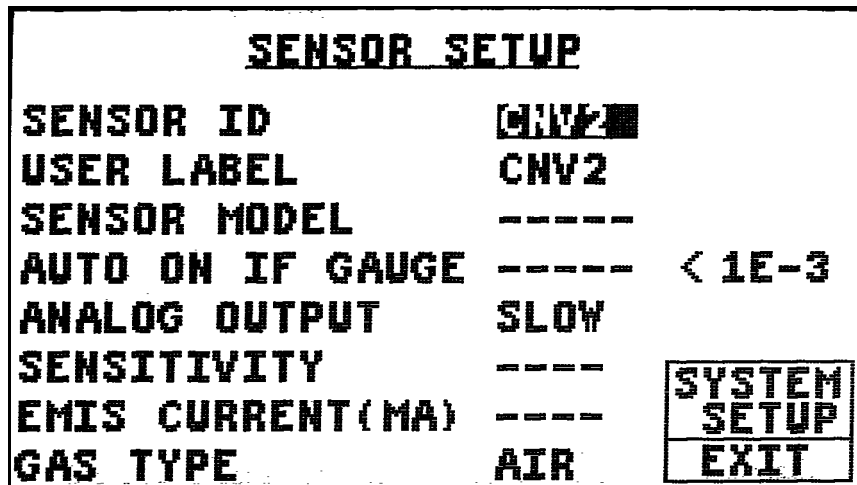 SENSOR SETUP
SENSOR ID CNV2
USER LABEL CNV2
SENSOR MODEL -----
AUTO ON IF GAUGE ----- < 1E-3
ANALOG OUTPUT SLOW
SENSITIVITY ----
EMIS CURRENT(MA) ----
GAS TYPE AIR
SYSTEM
SETUP
EXIT